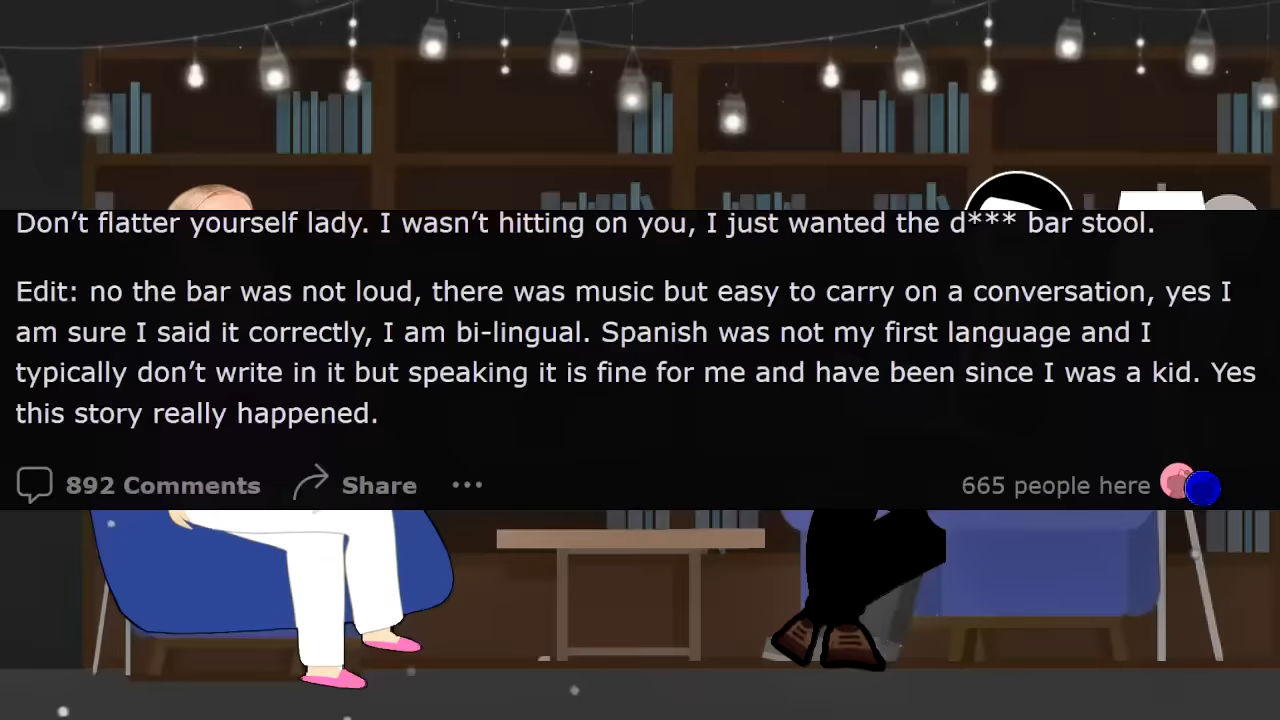 Don’t flatter yourself lady. I wasn’t hitting on you, I just wanted the d*** bar stool.
Edit: no the bar was not loud, there was music but easy to carry on a conversation, yes I
am sure I said it correctly, I am bi-lingual. Spanish was not my first language and I
typically don’t write in it but speaking it is fine for me and have been since I was a kid. Yes
this story really happened.
892 Comments Share ••• 665 people here